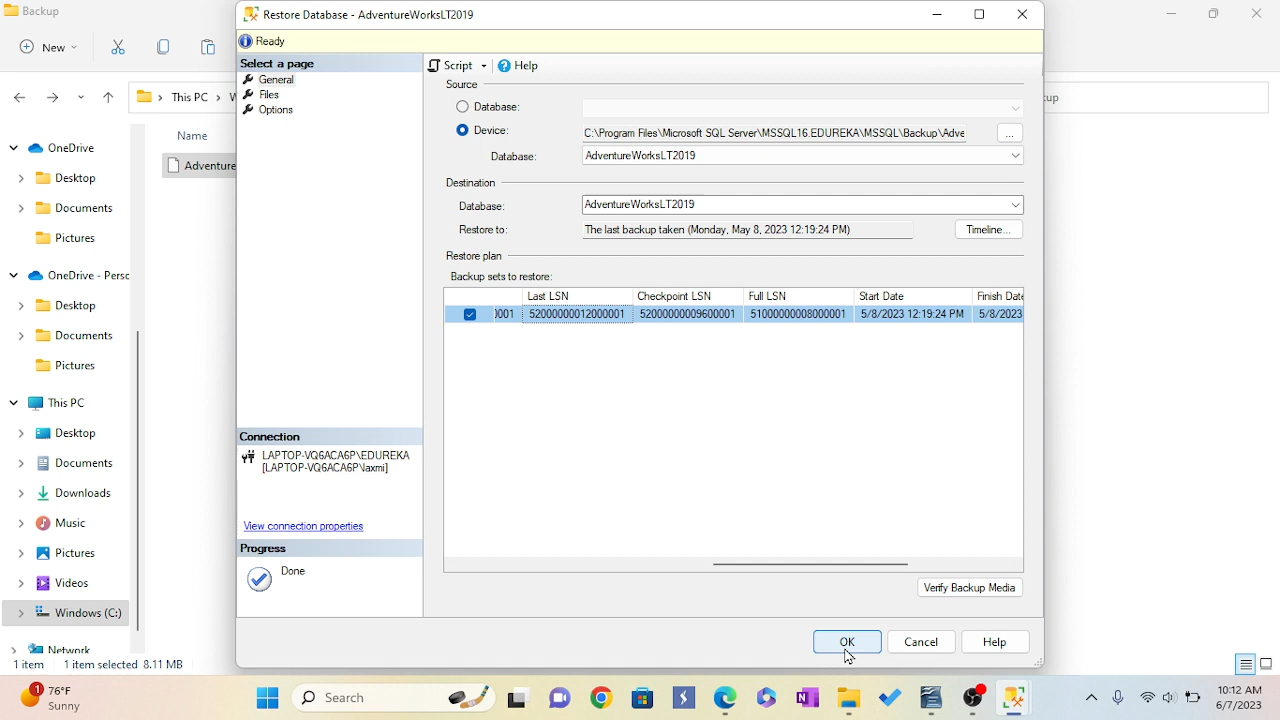 Backup
Restore Database - AdventureWorksLT2019
New
Ready
Select a page
General
Files
Options
Script
Help
This PC
up
Name
Adventure
OneDrive
Desktop
Documents
Pictures
OneDrive - Perso
Desktop
Documents
Pictures
This PC
Desktop
Documents
Downloads
Music
Pictures
Videos
Windows (C:)
Network
1 item 1 item selected 8.11 MB
Source
Database:
Device: C:\Program Files\Microsoft SQL Server\MSSQL16.EDUREKA\MSSQL\Backup\Adve ...
Database: AdventureWorksLT2019
Destination
Database: AdventureWorksLT2019
Restore to: The last backup taken (Monday, May 8, 2023 12:19:24 PM) Timeline...
Restore plan
Backup sets to restore:
Last LSN Checkpoint LSN Full LSN Start Date Finish Date
0001 52000000012000001 52000000009600001 51000000008000001 5/8/2023 12:19:24 PM 5/8/2023
Verify Backup Media
Connection
LAPTOP-VQ6ACA6P\EDUREKA
[LAPTOP-VQ6ACA6P\laxmi]
View connection properties
Progress
Done
OK Cancel Help
1
76°F
Sunny
Search
10:12 AM
6/7/2023